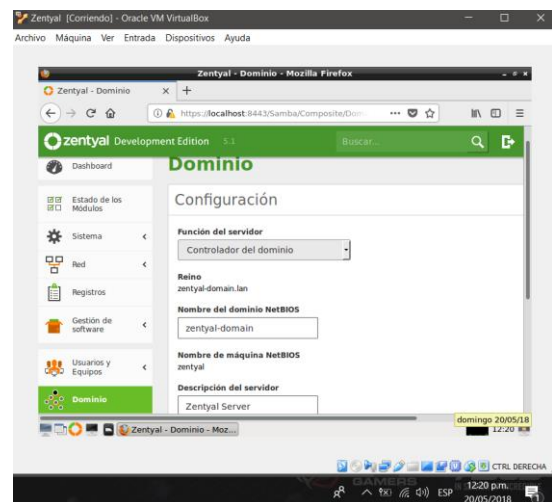 Zentyal [Corriendo] - Oracle VM VirtualBox
Archivo Máquina Ver Entrada Dispositivos Ayuda
Zentyal - Dominio - Mozilla Firefox
Zentyal - Dominio
https://localhost:8443/Samba/Composite/Dom
zentyal Development Edition 5.1
Buscar...
Dashboard
Estado de los Módulos
Sistema
Red
Registros
Gestión de software
Usuarios y Equipos
Dominio
Dominio
Configuración
Función del servidor
Controlador del dominio
Reino
zentyal-domain.lan
Nombre del dominio NetBIOS
zentyal-domain
Nombre de máquina NetBIOS
zentyal
Descripción del servidor
Zentyal Server
domingo 20/05/18
Zentyal - Dominio - Moz...
12:20
CTRL DERECHA
GAMERS
ESP
12:20 p.m.
20/05/2018